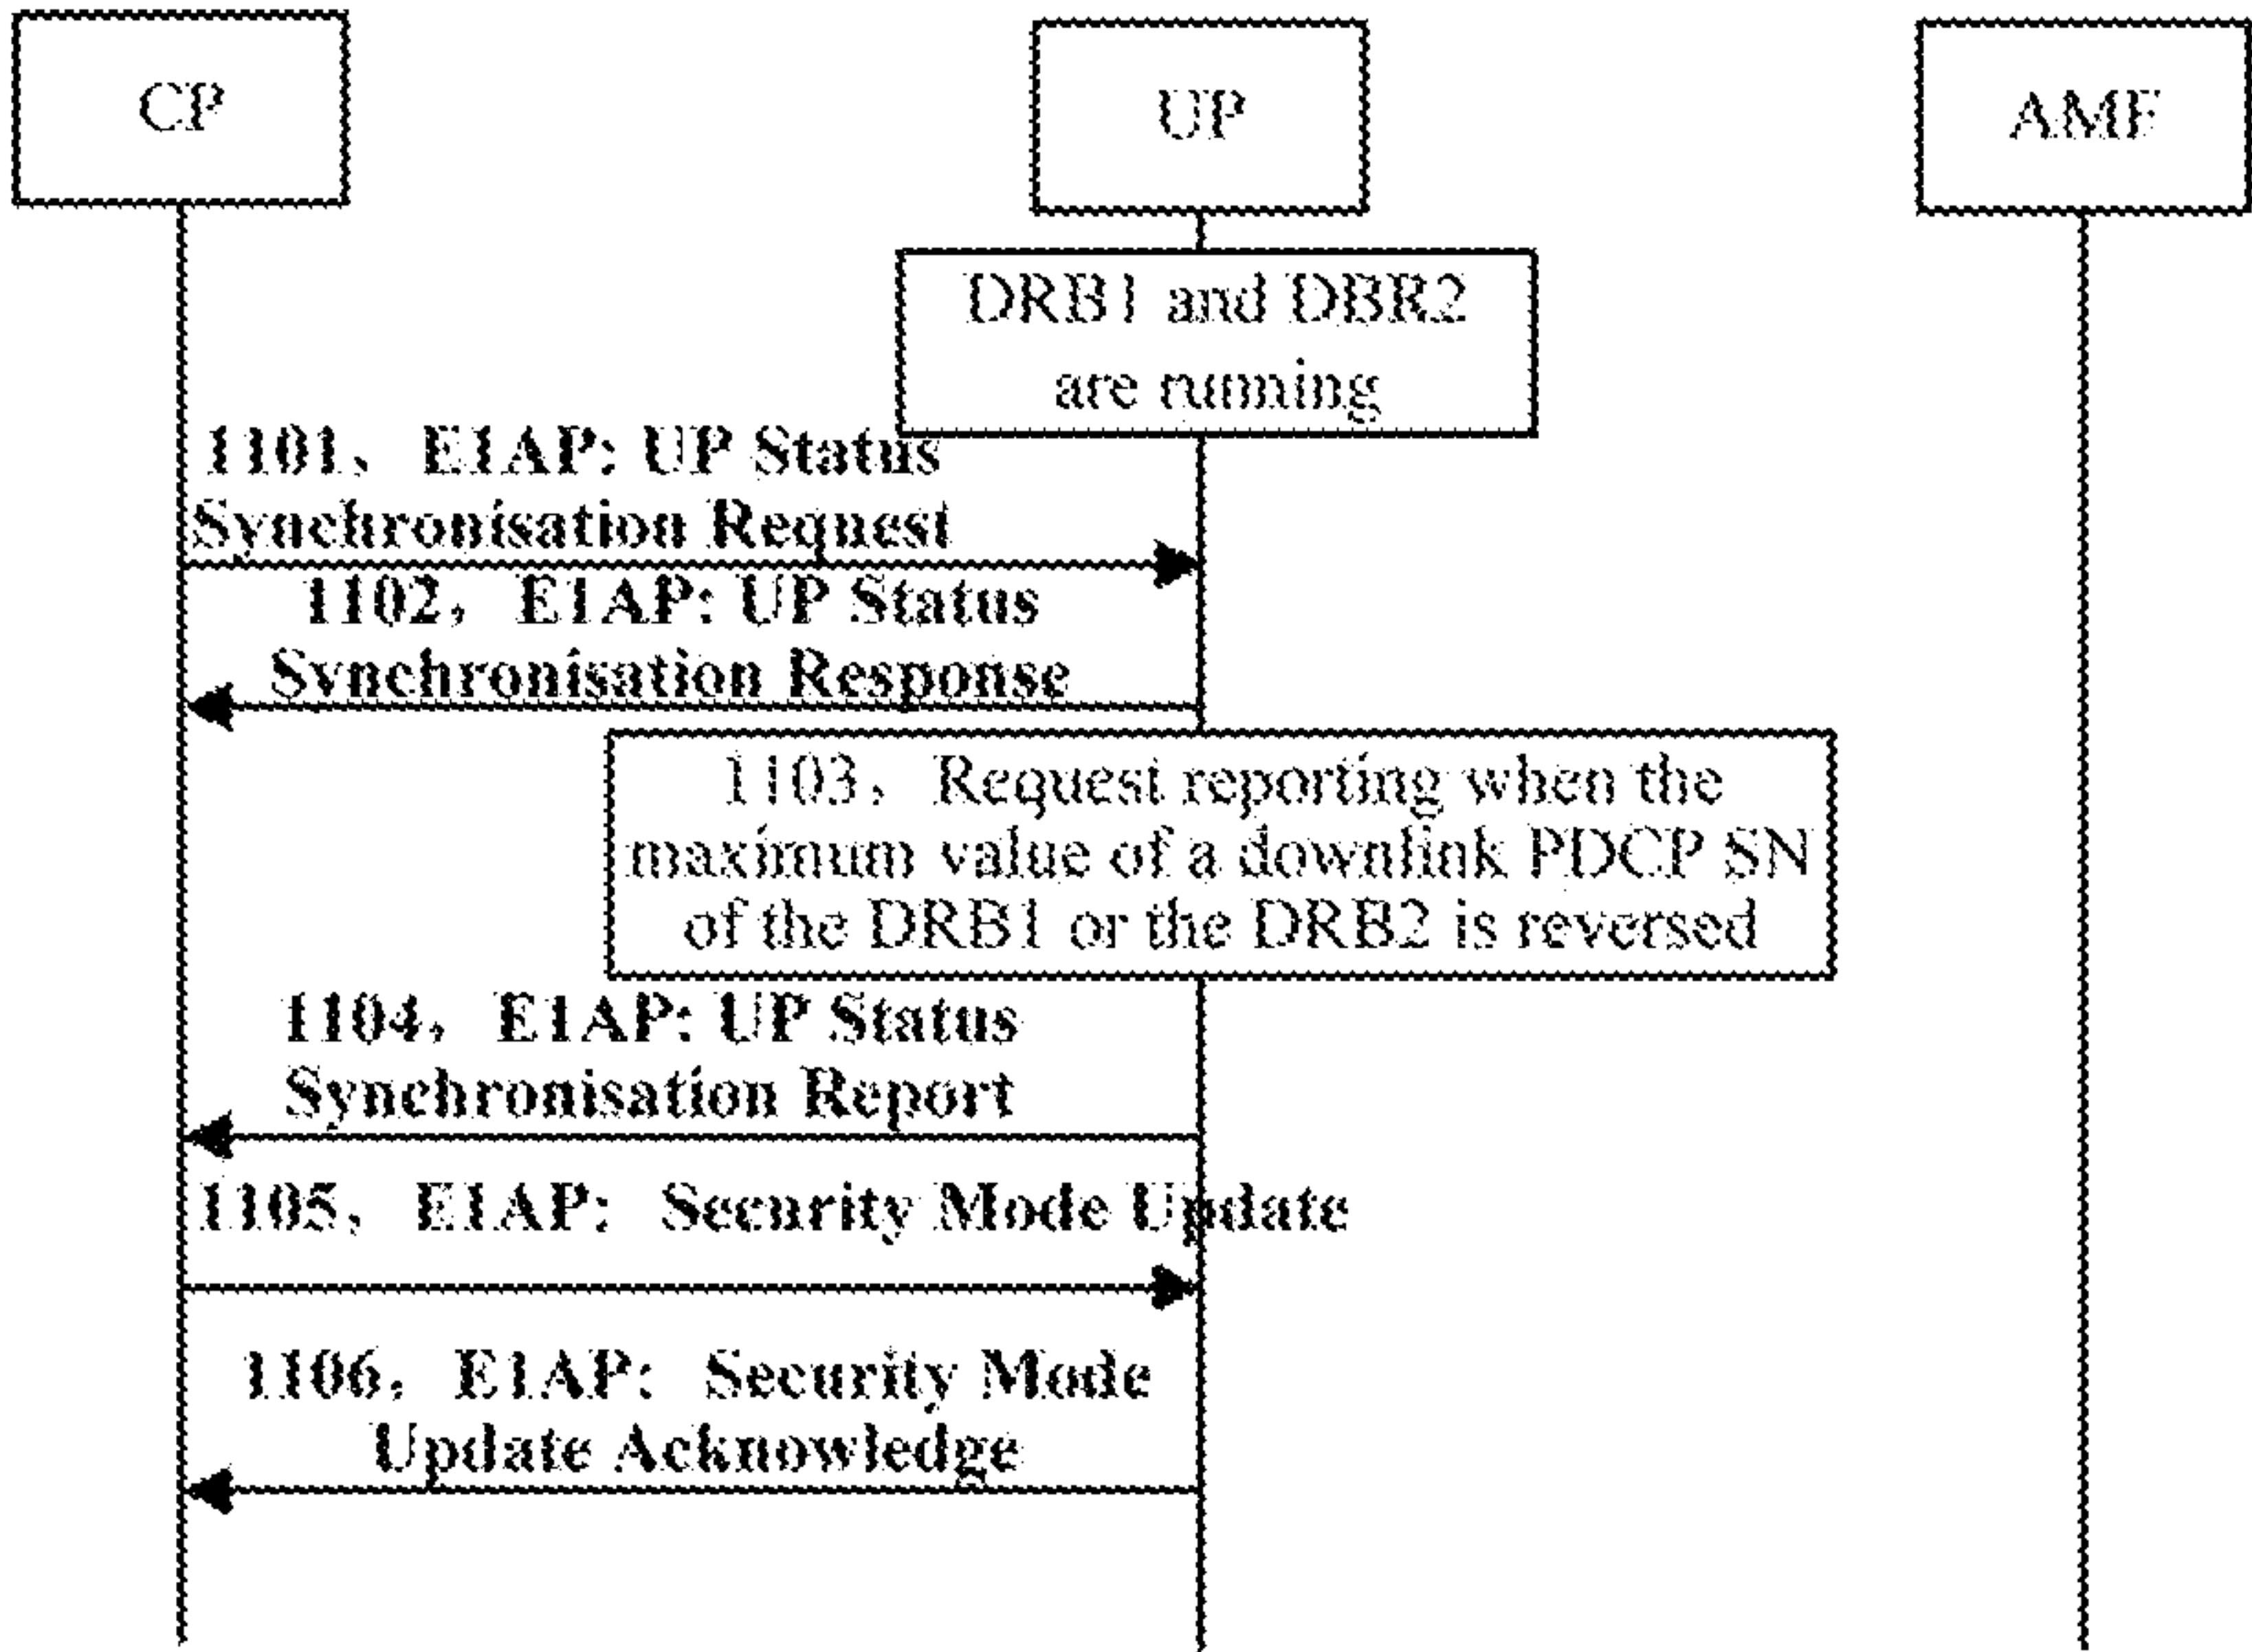 CP
UP
AMF
DRB1 and DBR2
are running
1101、 E1AP: UP Status
Synchronisation Request
1102, E1AP: UP Status
Synchronisation Response
1103, Request reporting when the
maximum value of a downlink PDCP SN
of the DRB1 or the DRB2 is reversed
1104, E1AP: UP Status
Synchronisation Report
1105、 E1AP: Security Mode Update
1106, E1AP: Security Mode
Update Acknowledge